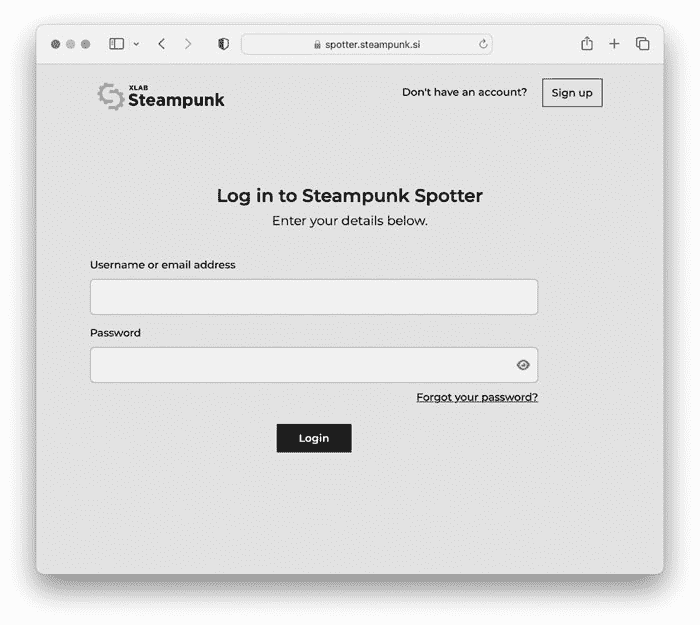 spotter.steampunk.si
XLAB
Steampunk
Don't have an account?
Sign up
Log in to Steampunk Spotter
Enter your details below.
Username or email address
Password
Forgot your password?
Login